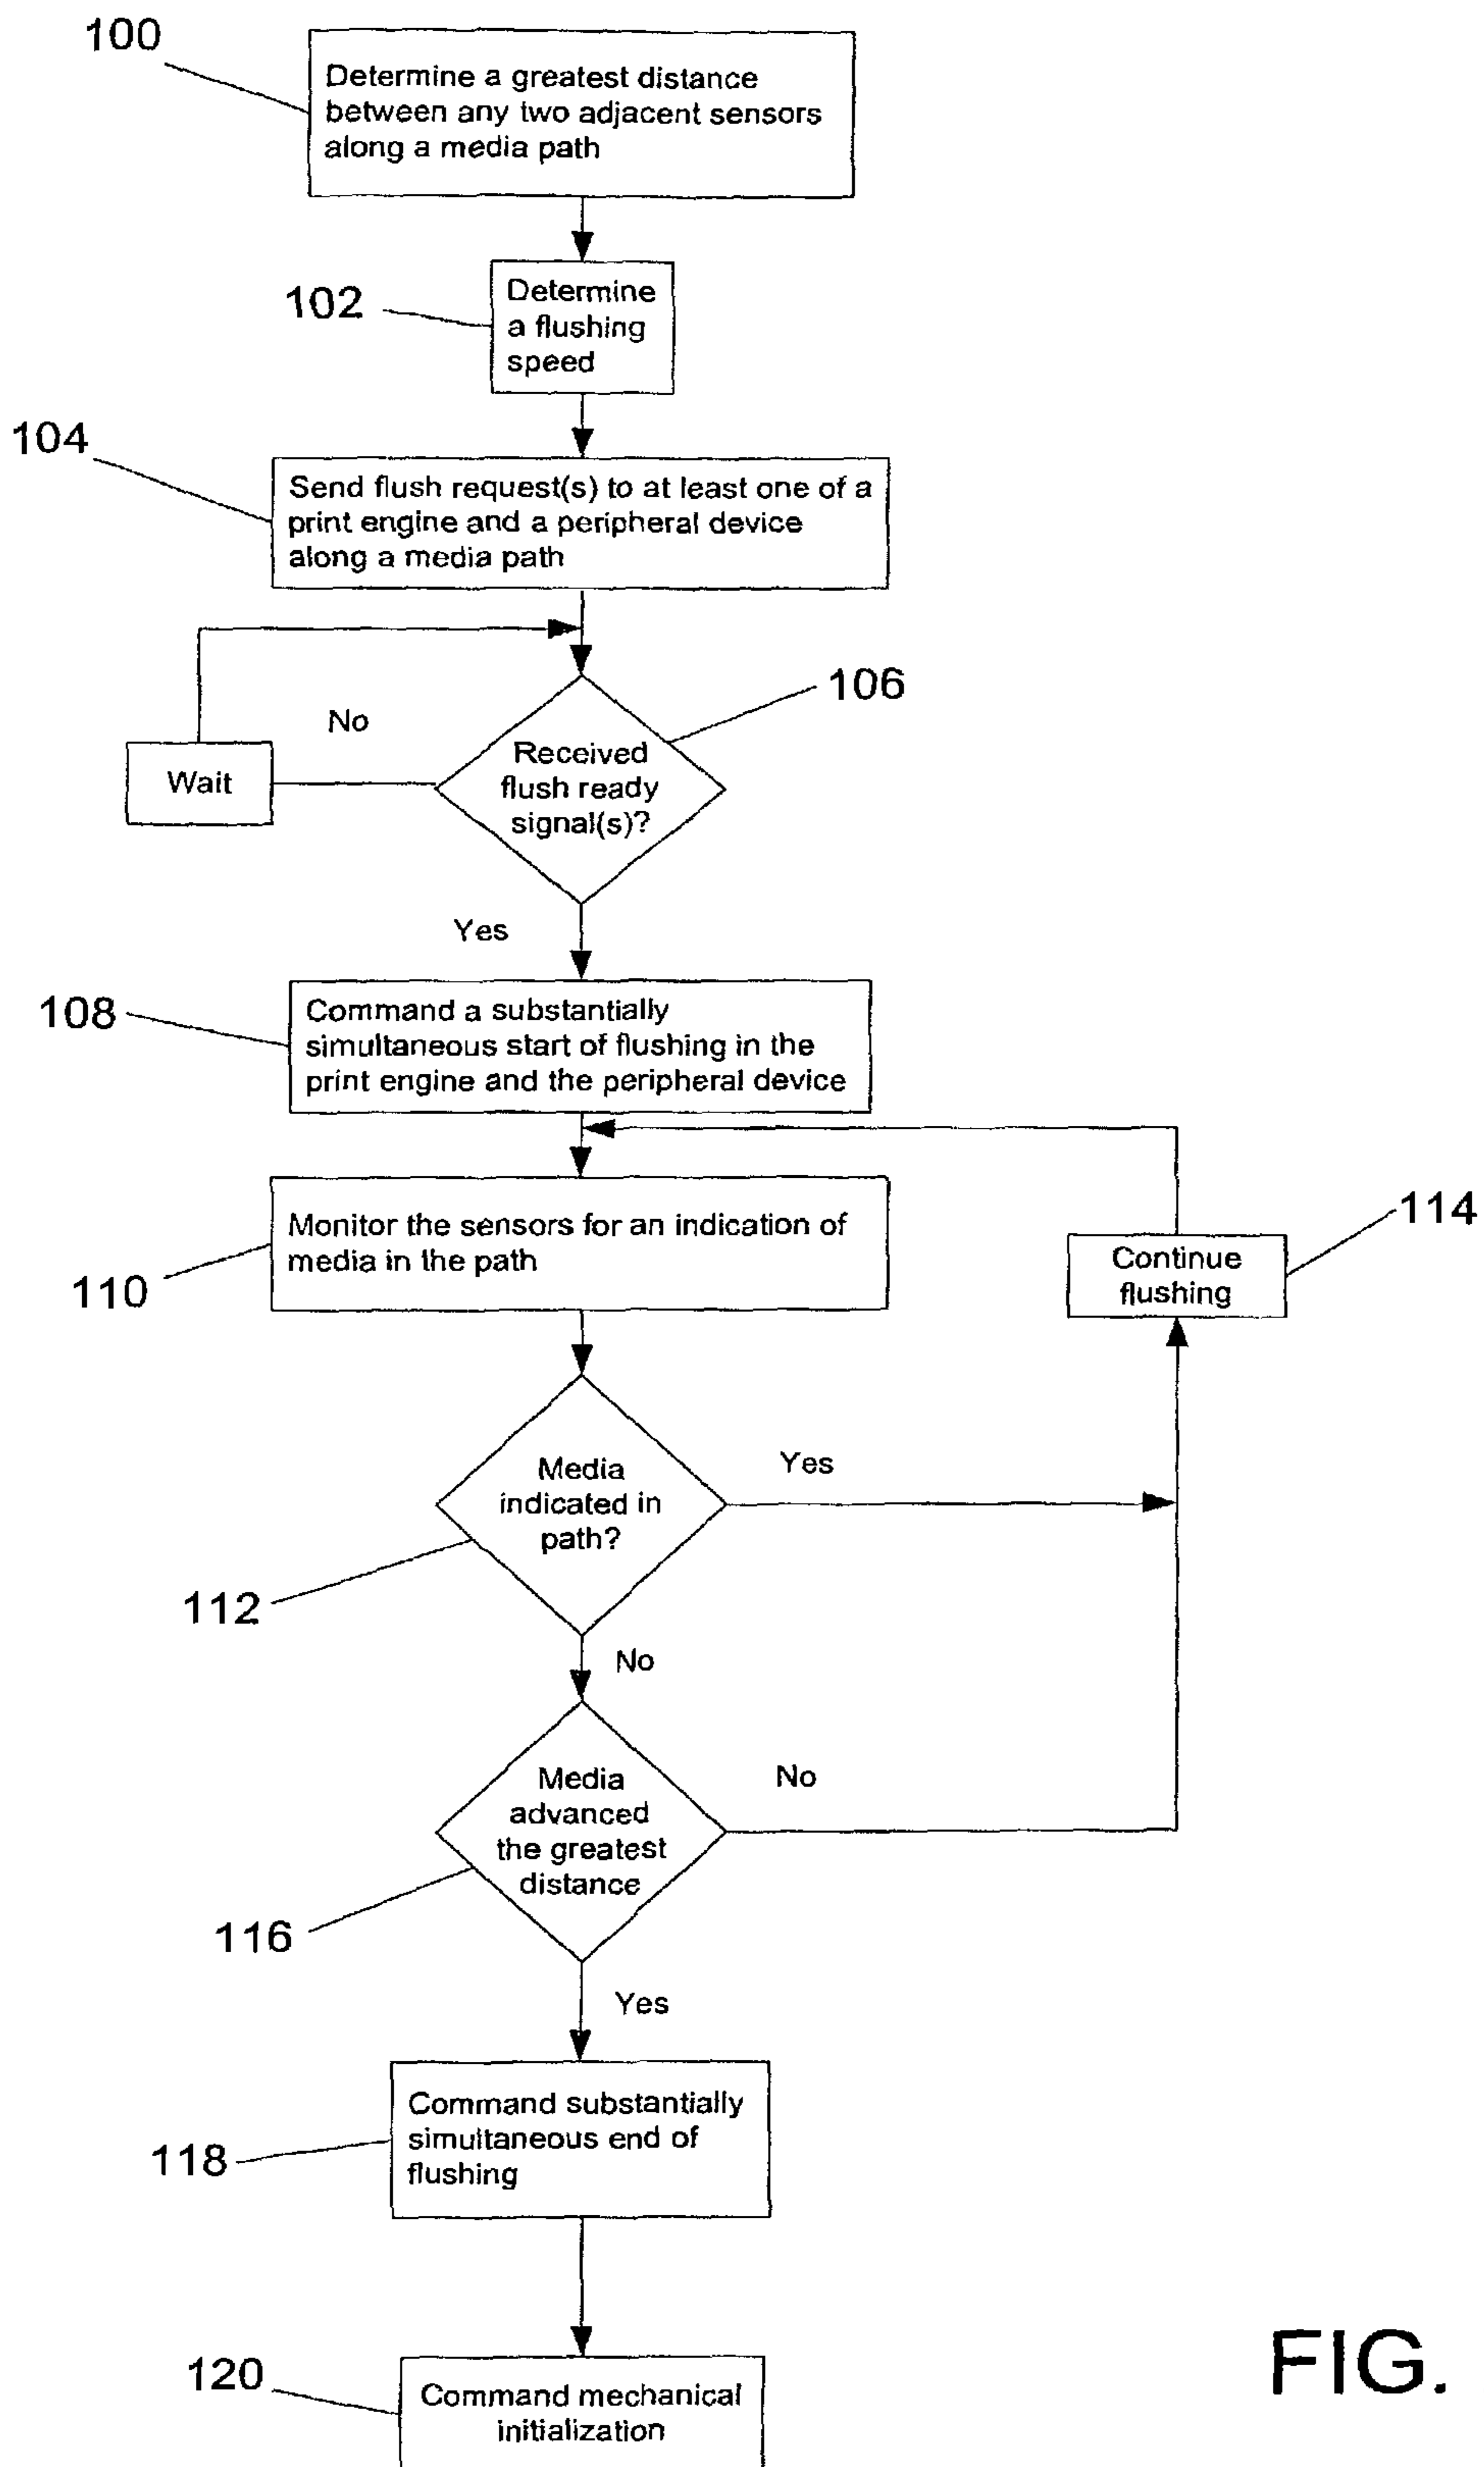 100
Determine a greatest distance
between any two adjacent sensors
along a media path
102
Determine
a flushing
speed
104
Send flush request(s) to at least one of a
print engine and a peripheral device
along a media path
106
No
Received
flush ready
signal(s)?
Wait
Yes
108
Command a substantially
simultaneous start of flushing in the
print engine and the peripheral device
110
Monitor the sensors for an indication of
media in the path
114
Continue
flushing
Media
indicated in
path?
Yes
112
No
Media
advanced
the greatest
distance
No
116
Yes
118
Command substantially
simultaneous end of
flushing
120
Command mechanical
initialization
FIG.